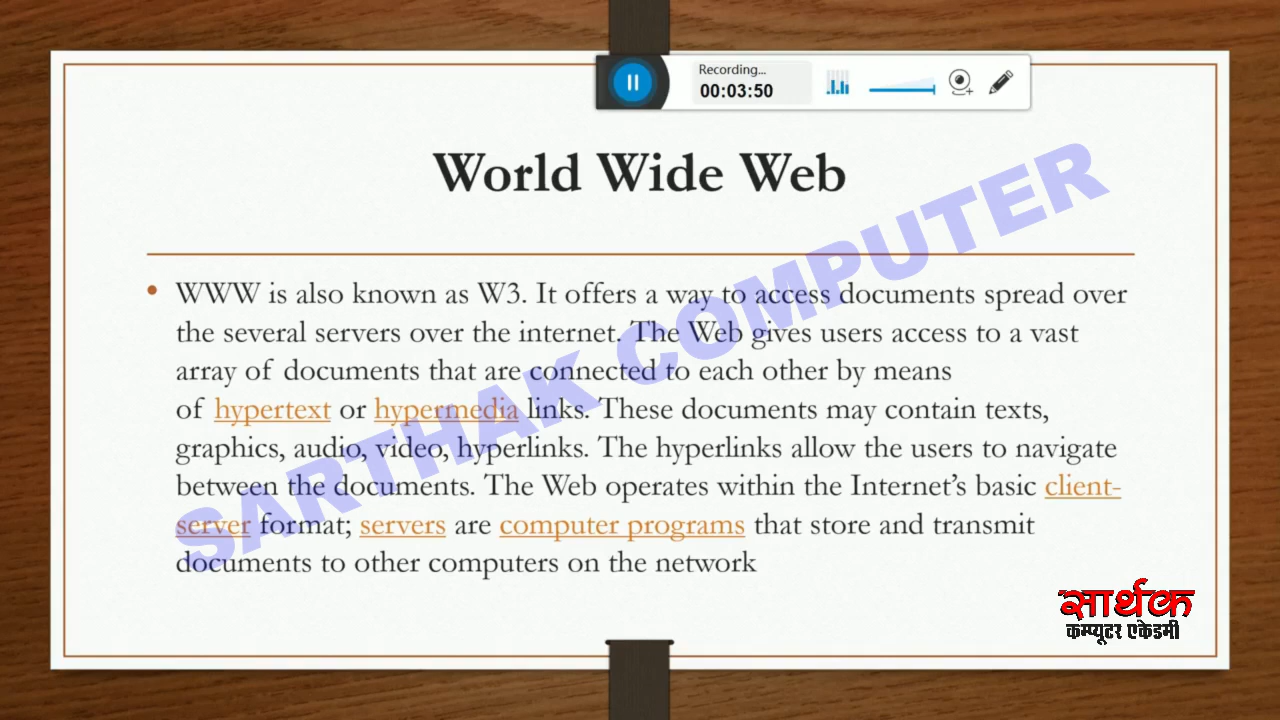 Recording...
00:03:50
World Wide Web
SARTHAK COMPUTER
• WWW is also known as W3. It offers a way to access documents spread over
the several servers over the internet. The Web gives users access to a vast
array of documents that are connected to each other by means
of hypertext or hypermedia links. These documents may contain texts,
graphics, audio, video, hyperlinks. The hyperlinks allow the users to navigate
between the documents. The Web operates within the Internet’s basic client-
server format; servers are computer programs that store and transmit
documents to other computers on the network
सार्थक
कम्प्यूटर एकेडमी